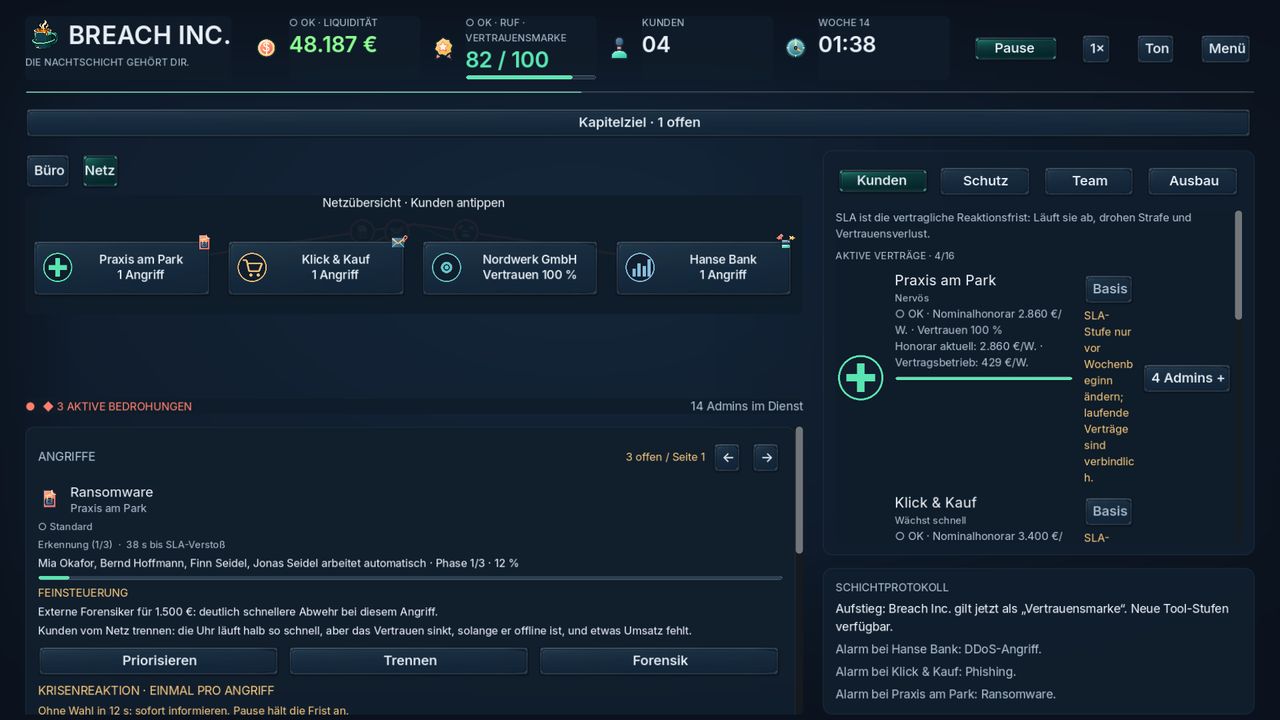 BREACH INC.
DIE NACHTSCHICHT GEHÖRT DIR.
O OK · LIQUIDITÄT
48.187 €
O OK · RUF ·
VERTRAUENSMARKE
82 / 100
KUNDEN
04
WOCHE 14
01:38
Pause
1×
Ton
Menü
Kapitelziel · 1 offen
Büro
Netz
Netzübersicht · Kunden antippen
Praxis am Park
1 Angriff
Klick & Kauf
1 Angriff
Nordwerk GmbH
Vertrauen 100 %
Hanse Bank
1 Angriff
◆ 3 AKTIVE BEDROHUNGEN
14 Admins im Dienst
ANGRIFFE
3 offen / Seite 1
←
→
Ransomware
Praxis am Park
O Standard
Erkennung (1/3) · 38 s bis SLA-Verstoß
Mia Okafor, Bernd Hoffmann, Finn Seidel, Jonas Seidel arbeitet automatisch · Phase 1/3 · 12 %
FEINSTEUERUNG
Externe Forensiker für 1.500 €: deutlich schnellere Abwehr bei diesem Angriff.
Kunden vom Netz trennen: die Uhr läuft halb so schnell, aber das Vertrauen sinkt, solange er offline ist, und etwas Umsatz fehlt.
Priorisieren
Trennen
Forensik
KRISENREAKTION · EINMAL PRO ANGRIFF
Ohne Wahl in 12 s: sofort informieren. Pause hält die Frist an.
Kunden
Schutz
Team
Ausbau
SLA ist die vertragliche Reaktionsfrist: Läuft sie ab, drohen Strafe und
Vertrauensverlust.
AKTIVE VERTRÄGE · 4/16
Praxis am Park
Nervös
O OK · Nominalhonorar 2.860 €/
W. · Vertrauen 100 %
Honorar aktuell: 2.860 €/W. ·
Vertragsbetrieb: 429 €/W.
Basis
SLA-
Stufe nur
vor
Wochenb
eginn
ändern;
laufende
Verträge
sind
verbindlic
h.
4 Admins +
Klick & Kauf
Wächst schnell
O OK · Nominalhonorar 3.400 €/
Basis
SLA-
SCHICHTPROTOKOLL
Aufstieg: Breach Inc. gilt jetzt als „Vertrauensmarke“. Neue Tool-Stufen
verfügbar.
Alarm bei Hanse Bank: DDoS-Angriff.
Alarm bei Klick & Kauf: Phishing.
Alarm bei Praxis am Park: Ransomware.